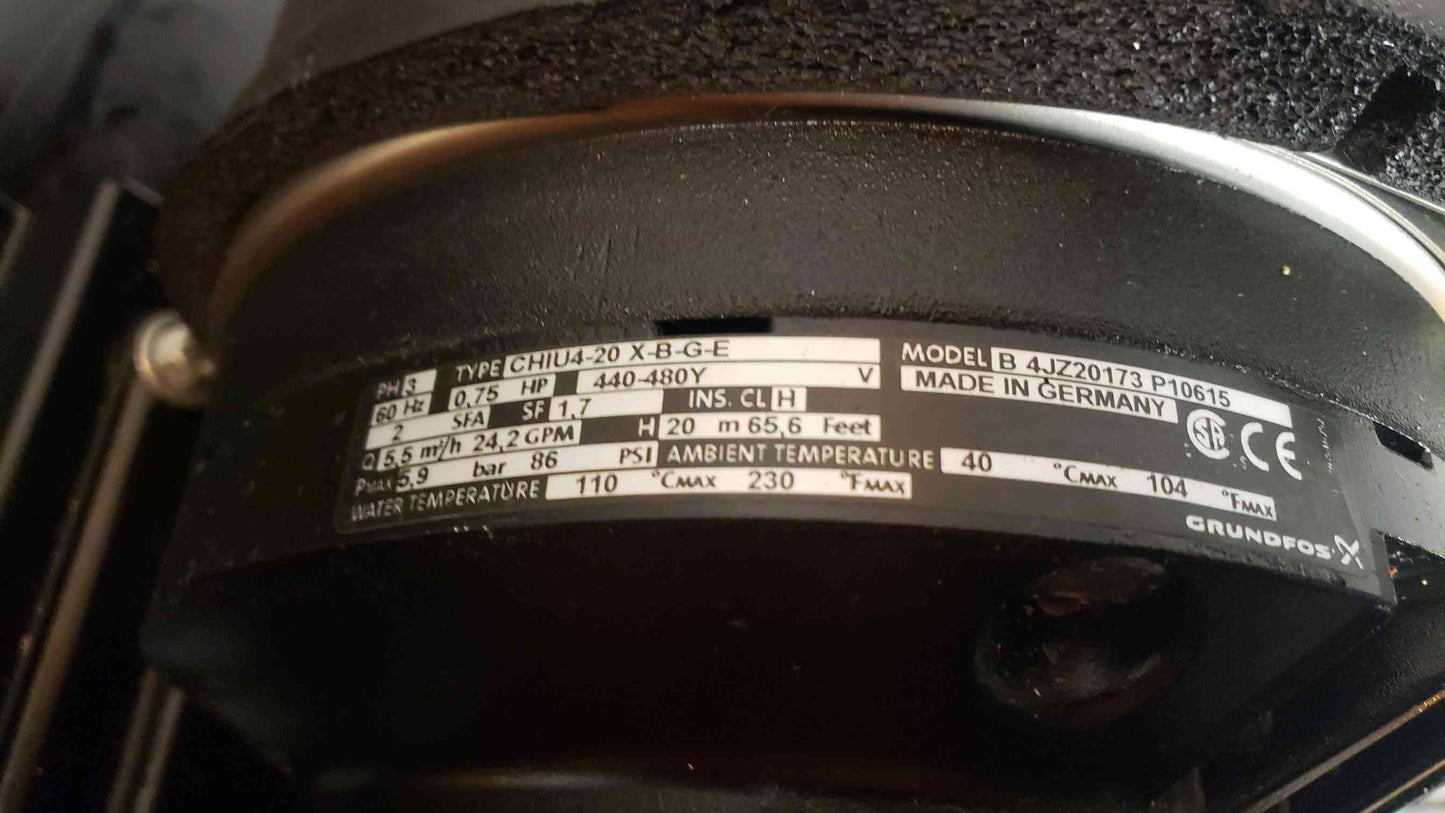 PH 3 TYPE CHIU4-20 X-B-G-E
60 Hz 0,75 HP 440-480Y V
2 SFA SF 1,7 INS. CL H
Q 5,5 m³/h 24,2 GPM H 20 m 65,6 Feet
PMAX 5,9 bar 86 PSI AMBIENT TEMPERATURE 40 °CMAX 104 °FMAX
WATER TEMPERATURE 110 °CMAX 230 °FMAX
MODEL B 4JZ20173 P10615
MADE IN GERMANY
CE
GRUNDFOS